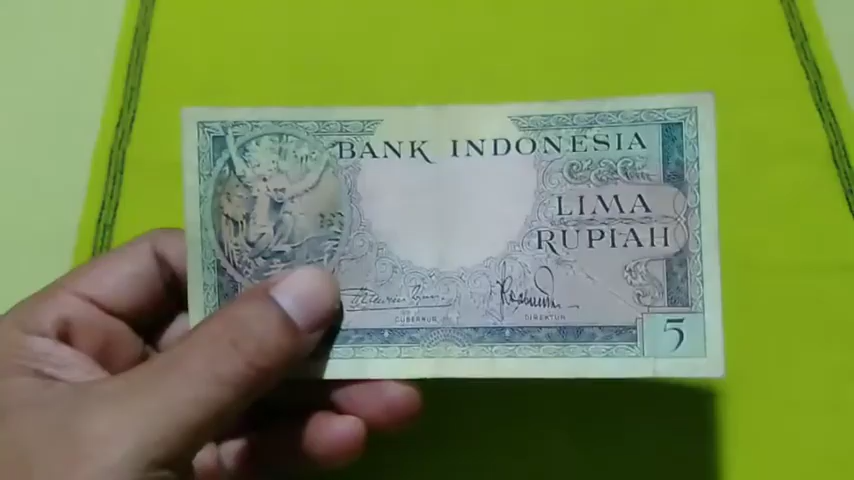 BANK INDONESIA
LIMA
RUPIAH
GUBERNUR DIREKTUR
5